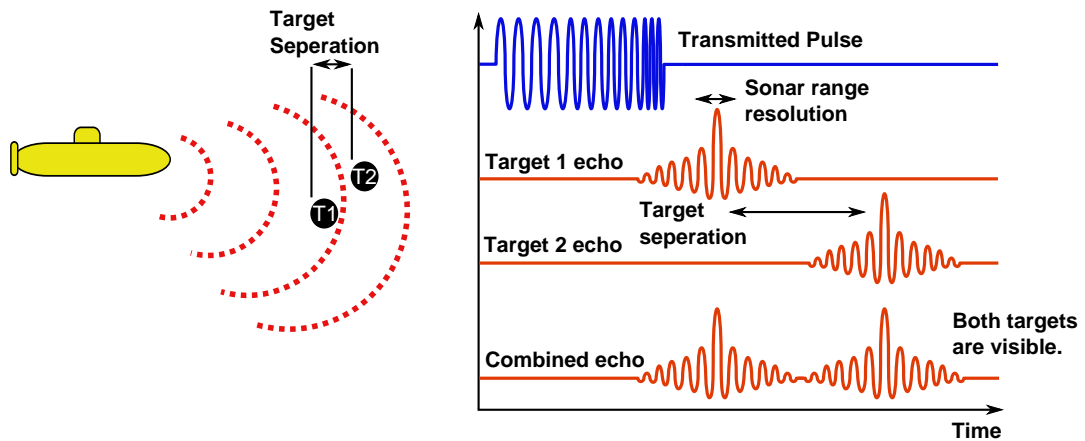 Target
Seperation
T2
T1
Transmitted Pulse
Sonar range
resolution
Target 1 echo
Target
seperation
Target 2 echo
Both targets
are visible.
Combined echo
Time